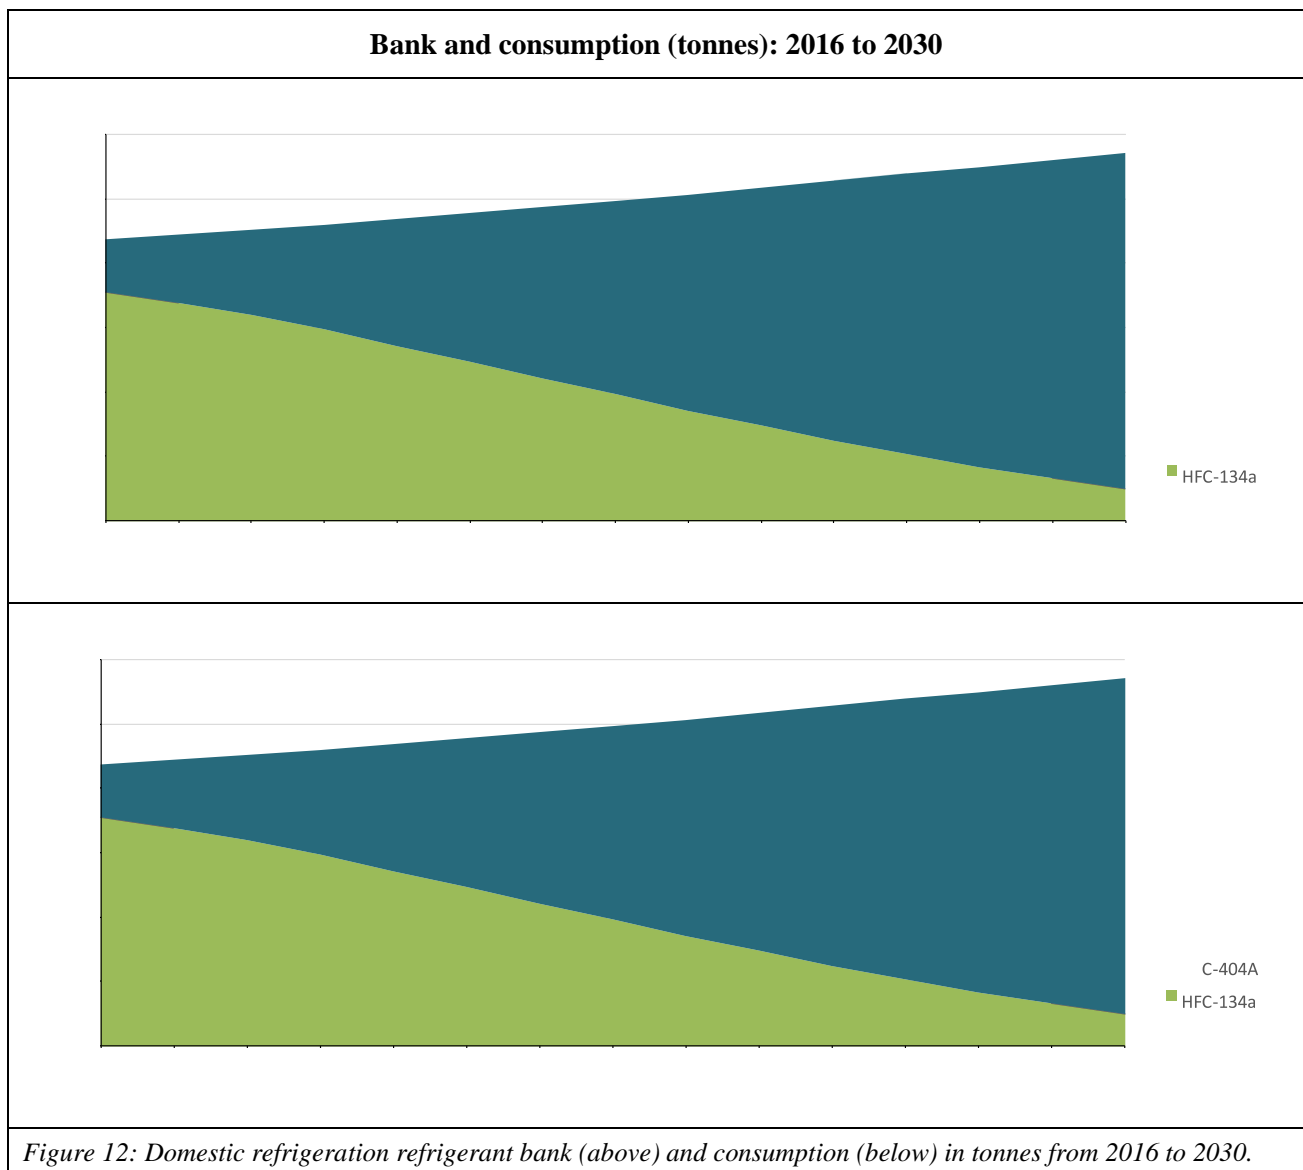 Bank and consumption (tonnes): 2016 to 2030
HFC-134a
C-404A
HFC-134a
Figure 12: Domestic refrigeration refrigerant bank (above) and consumption (below) in tonnes from 2016 to 2030.